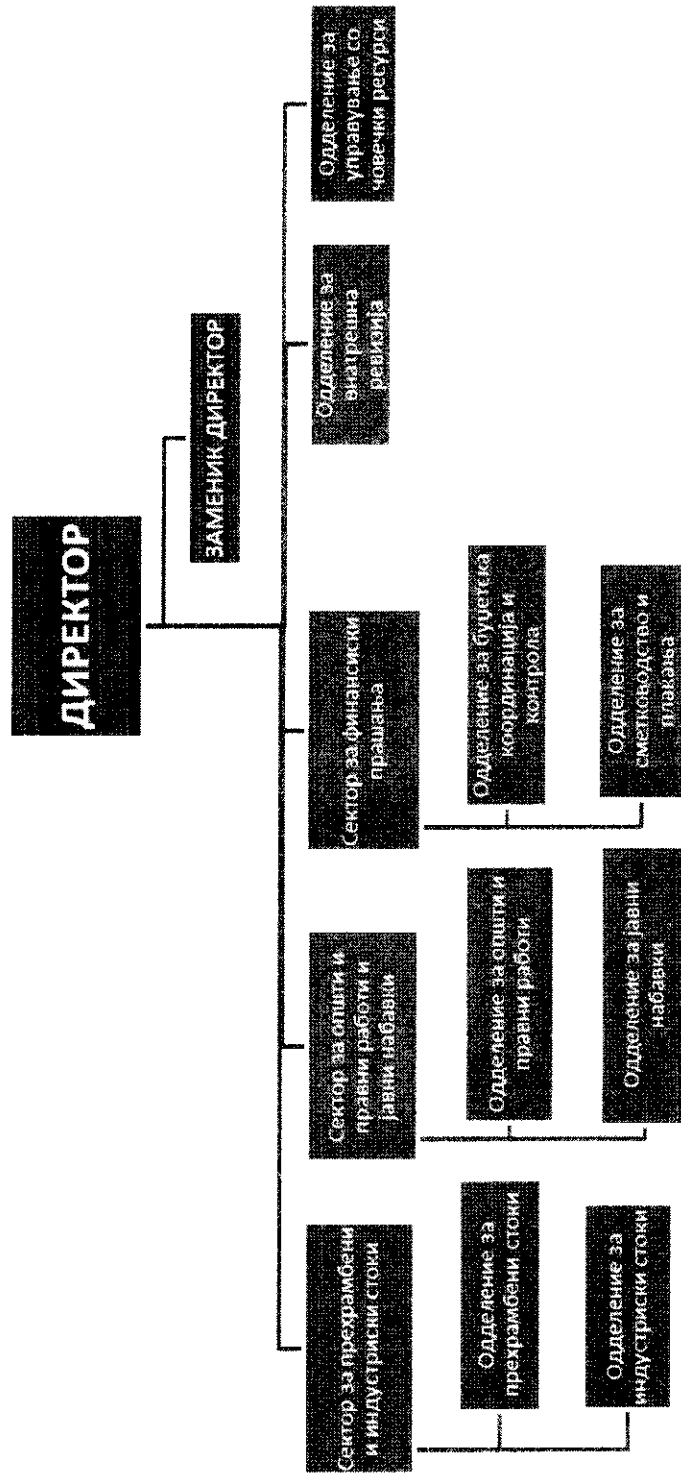 ДИРЕКТОР
ЗАМЕНИК ДИРЕКТОР
Сектор за прехрамбени
и индустриски стоки
Сектор за општи и
правни работи и
јавни набавки
Сектор за финансиски
прашања
Одделение за
внатрешна
ревизија
Одделение за
управување со
човечки ресурси
Одделение за
прехрамбени стоки
Одделение за
индустриски стоки
Одделение за општи и
правни работи
Одделение за јавни
набавки
Одделение за буџетска
координација и
контрола
Одделение за
сметководство и
плаќања